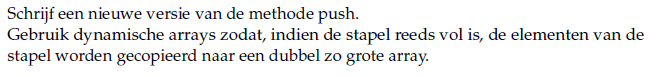 Schrijf een nieuwe versie van de methode push.
Gebruik dynamische arrays zodat, indien de stapel reeds vol is, de elementen van de
stapel worden gecopieerd naar een dubbel zo grote array.